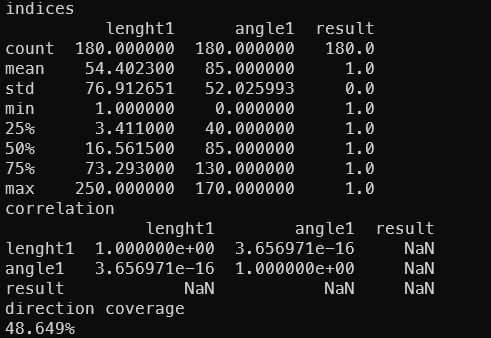 indices
lenght1 angle1 result
count 180.000000 180.000000 180.0
mean 54.402300 85.000000 1.0
std 76.912651 52.025993 0.0
min 1.000000 0.000000 1.0
25% 3.411000 40.000000 1.0
50% 16.561500 85.000000 1.0
75% 73.293000 130.000000 1.0
max 250.000000 170.000000 1.0
correlation
lenght1 angle1 result
lenght1 1.000000e+00 3.656971e-16 NaN
angle1 3.656971e-16 1.000000e+00 NaN
result NaN NaN NaN
direction coverage
48.649%